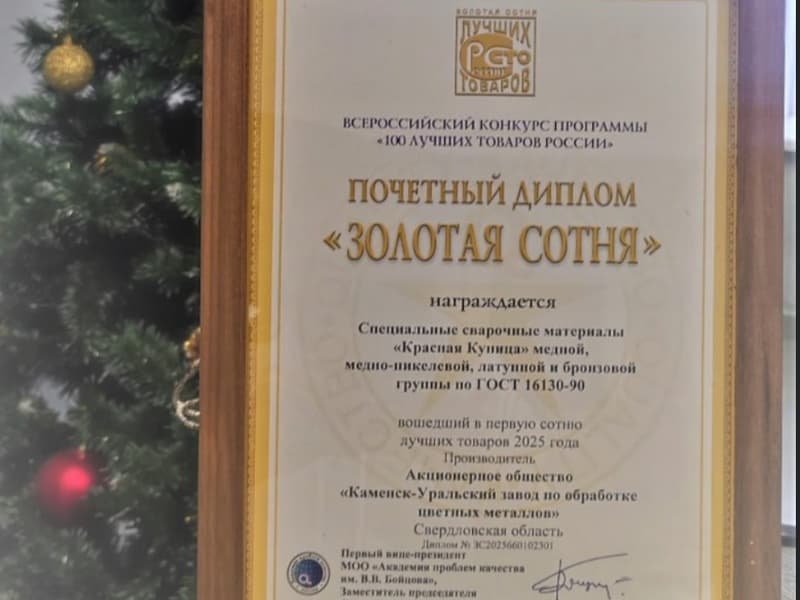 ЗОЛОТАЯ СОТНЯ
ЛУЧШИХ
ТОВАРОВ
ВСЕРОССИЙСКИЙ КОНКУРС ПРОГРАММЫ
«100 ЛУЧШИХ ТОВАРОВ РОССИИ»
ПОЧЕТНЫЙ ДИПЛОМ
«ЗОЛОТАЯ СОТНЯ»
награждается
Специальные сварочные материалы
«Красная Куница» медной,
медно-никелевой, латунной и бронзовой
группы по ГОСТ 16130-90
вошедший в первую сотню
лучших товаров 2025 года
Производитель
Акционерное общество
«Каменск-Уральский завод по обработке
цветных металлов»
Свердловская область
Диплом № ЗС2025660102301
Первый вице-президент
МОО «Академия проблем качества
им. В.В. Бойцова»,
Заместитель председателя